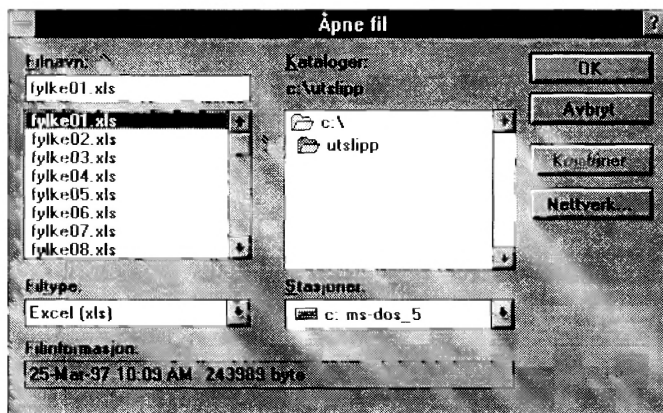 Åpne fil
?
Filnavn:
fylke01.xls
fylke01.xls
fylke02.xls
fylke03.xls
fylke04.xls
fylke05.xls
fylke06.xls
fylke07.xls
fylke08.xls
Filtype:
Excel (xls)
Filinformasjon:
25-Mar-97 10:09 AM 243989 byte
Kataloger:
c:\utslipp
c:\
utslipp
Stasjoner:
c: ms-dos_5
OK
Avbryt
Kombiner
Nettverk...